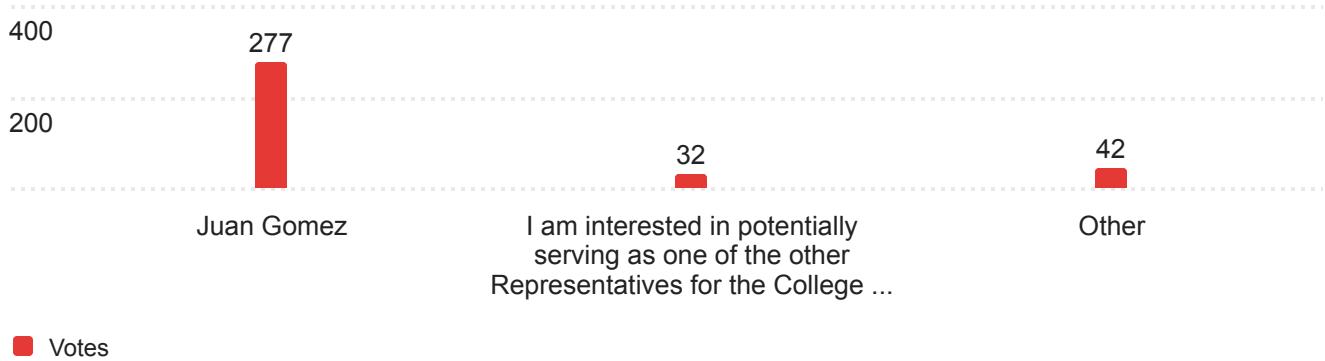 400
277
200
32
42
Juan Gomez
I am interested in potentially
serving as one of the other
Representatives for the College ...
Other
Votes